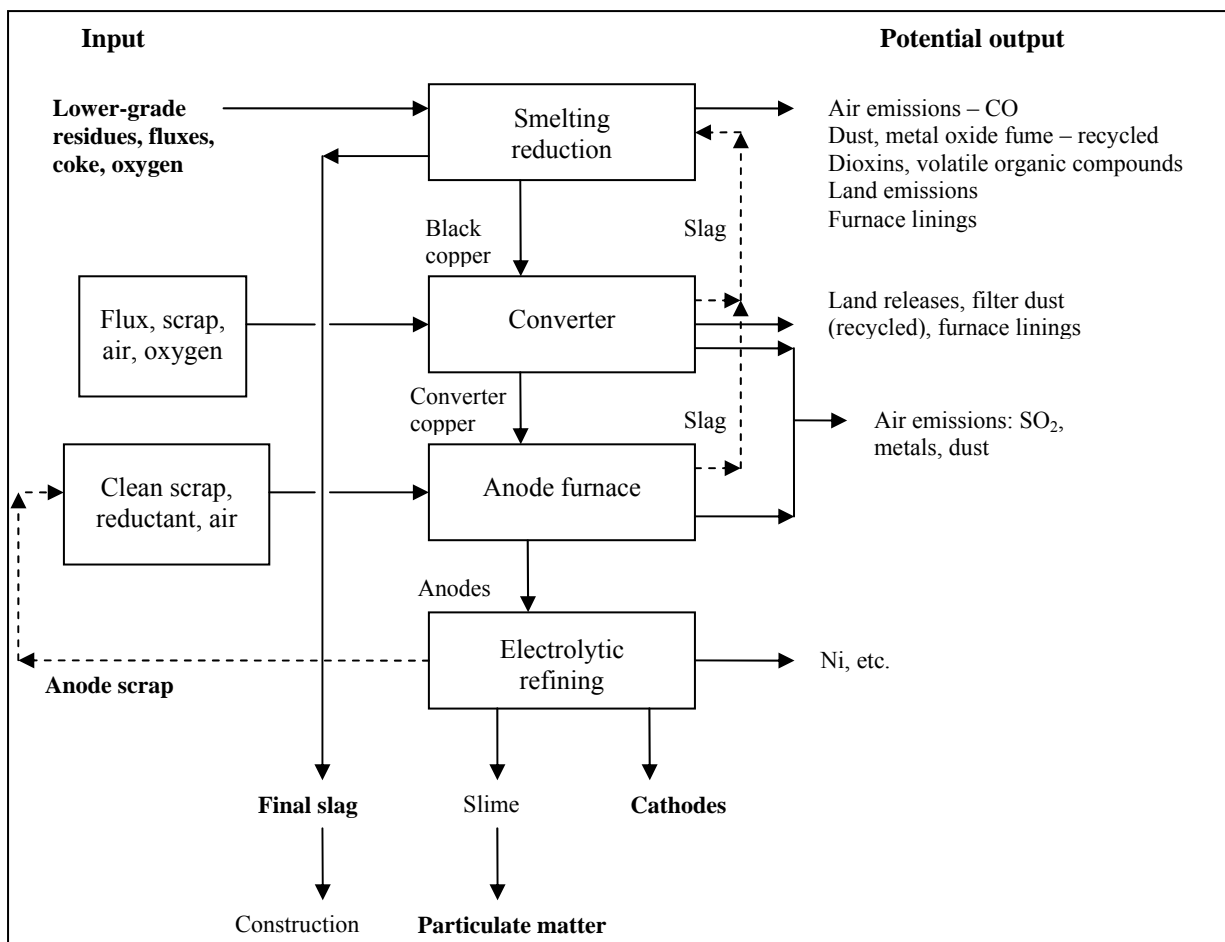 Input
Potential output
Lower-grade
residues, fluxes,
coke, oxygen
Smelting
reduction
Air emissions – CO
Dust, metal oxide fume – recycled
Dioxins, volatile organic compounds
Land emissions
Furnace linings
Black
copper
Slag
Flux, scrap,
air, oxygen
Converter
Land releases, filter dust
(recycled), furnace linings
Converter
copper
Slag
Air emissions: SO₂,
metals, dust
Clean scrap,
reductant, air
Anode furnace
Anodes
Electrolytic
refining
Ni, etc.
Anode scrap
Final slag
Slime
Cathodes
Construction
Particulate matter